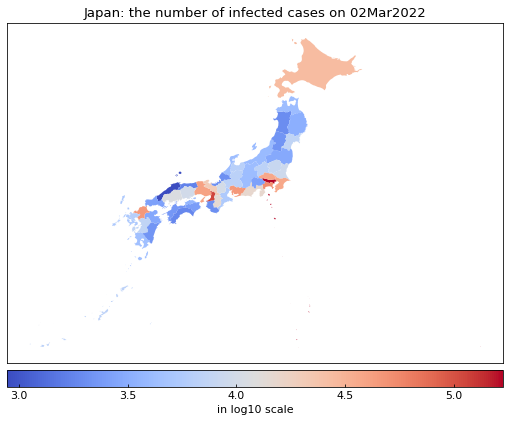 Japan: the number of infected cases on 02Mar2022
3.0 3.5 4.0 4.5 5.0
in log10 scale